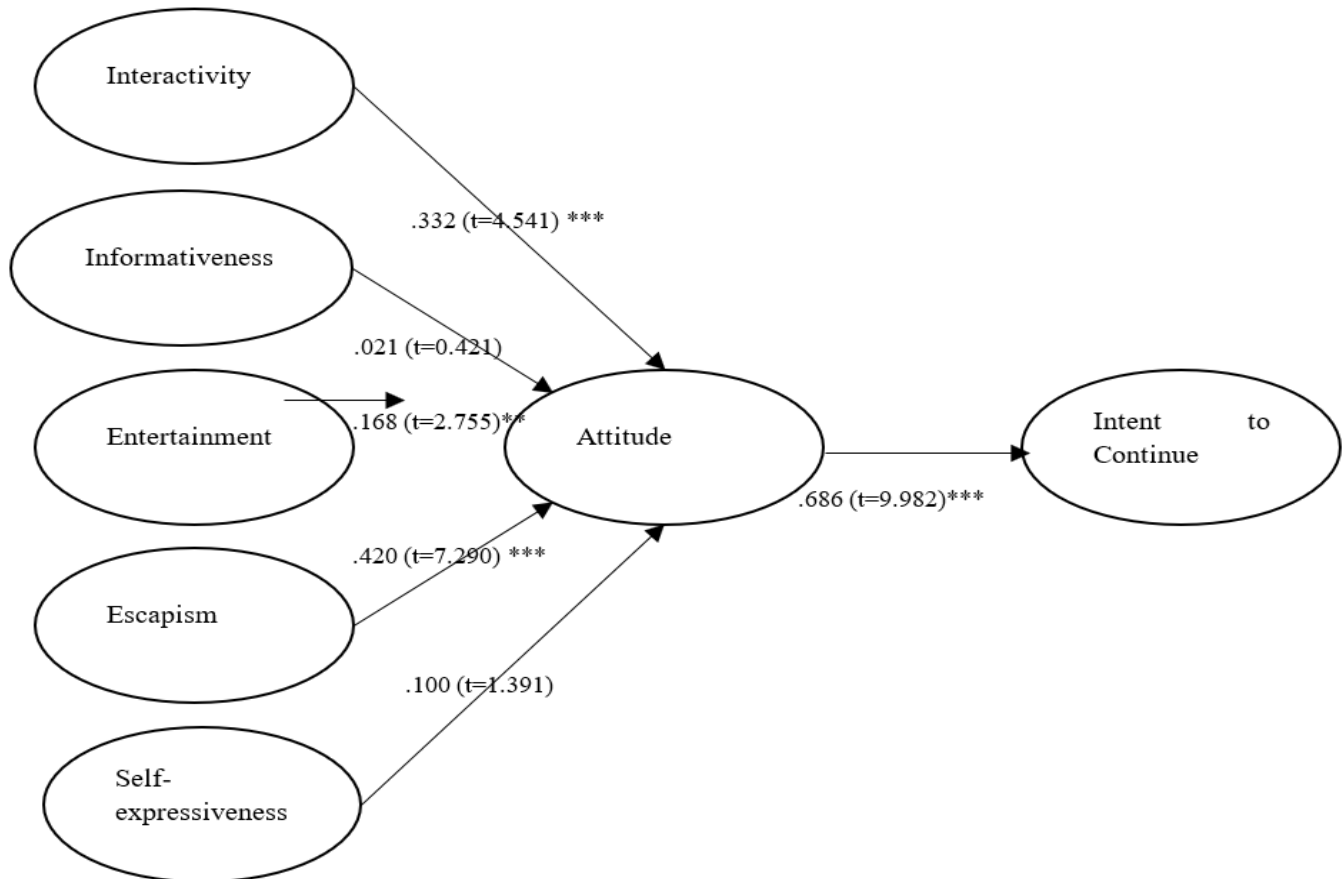 Interactivity
.332 (t=4.541) ***
Informativeness
.021 (t=0.421)
.168 (t=2.755)**
Entertainment
Attitude
Intent to
Continue
.686 (t=9.982)***
.420 (t=7.290) ***
Escapism
.100 (t=1.391)
Self-
expressiveness